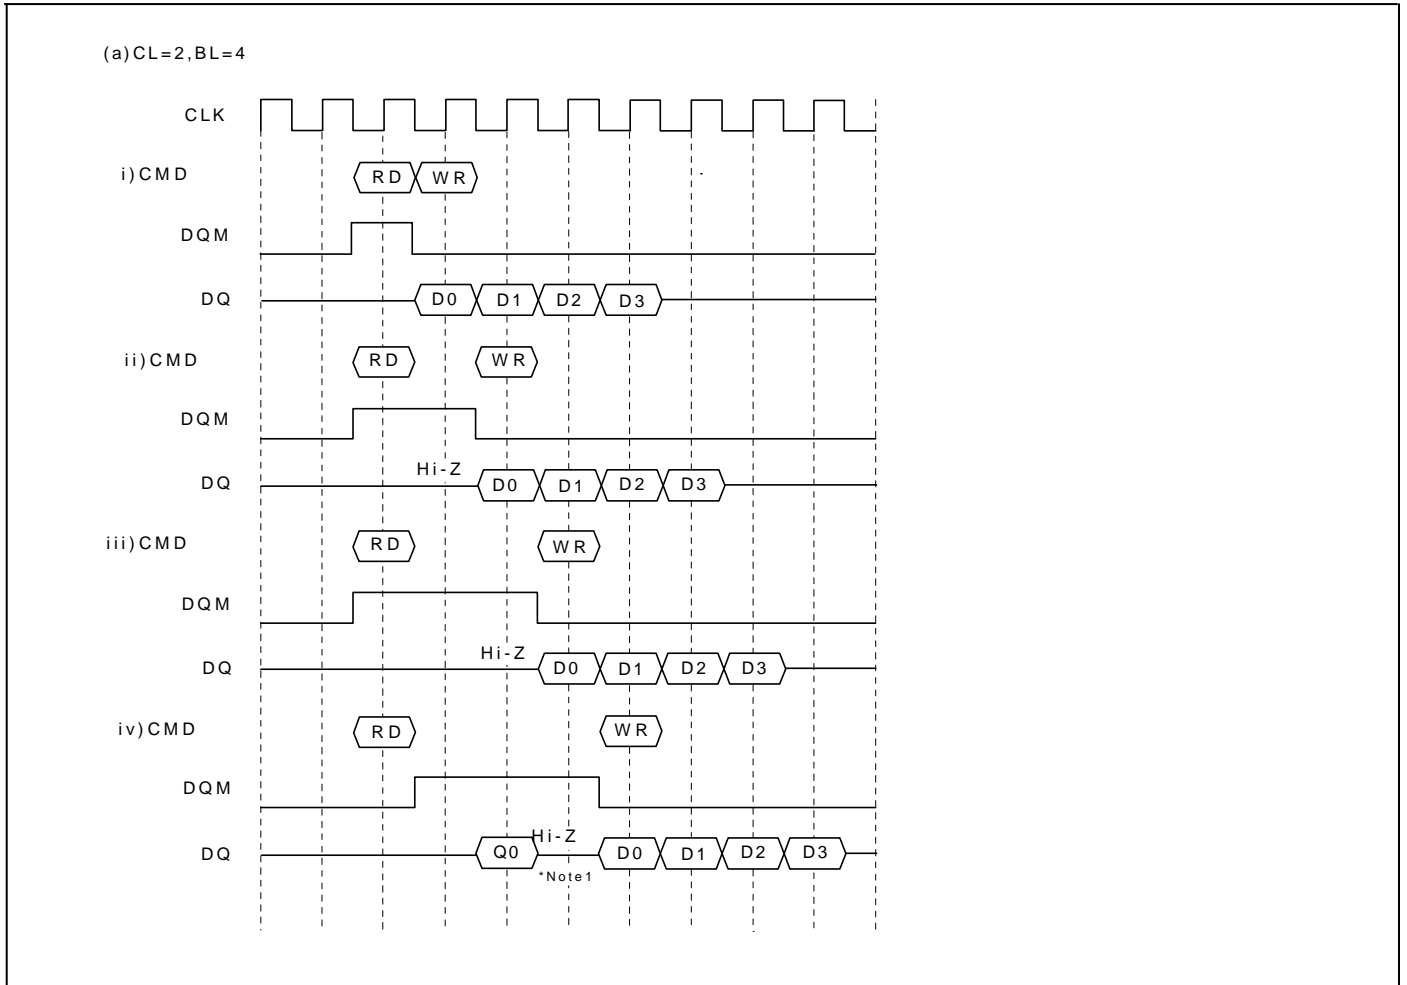 (a)CL=2,BL=4
CLK
i)CMD RD WR
DQM
DQ D0 D1 D2 D3
ii)CMD RD WR
DQM
Hi-Z
DQ D0 D1 D2 D3
iii)CMD RD WR
DQM
Hi-Z
DQ D0 D1 D2 D3
iv)CMD RD WR
DQM
Hi-Z
DQ Q0 D0 D1 D2 D3
*Note1